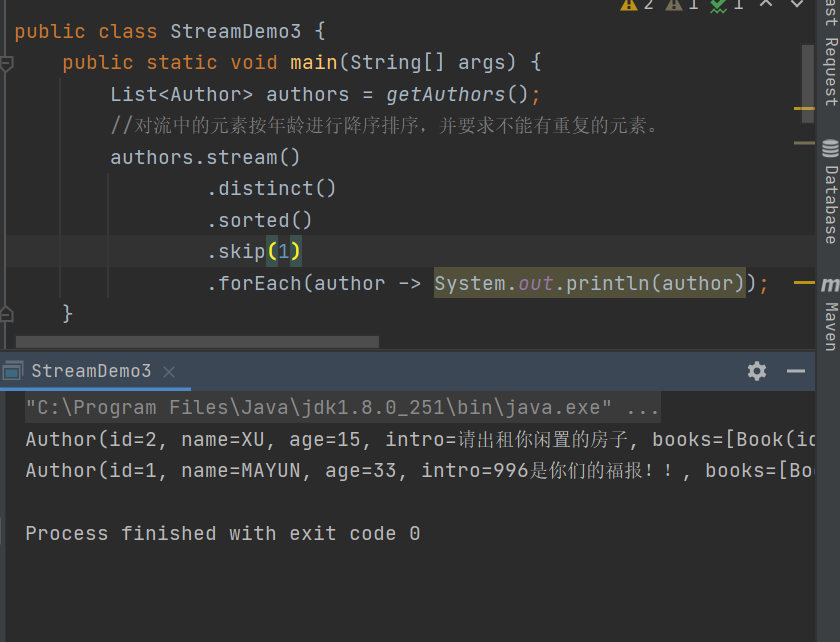 2 1 1
public class StreamDemo3 {
public static void main(String[] args) {
List<Author> authors = getAuthors();
//对流中的元素按年龄进行降序排序，并要求不能有重复的元素。
authors.stream()
.distinct()
.sorted()
.skip(1)
.forEach(author -> System.out.println(author));
}
StreamDemo3
"C:\Program Files\Java\jdk1.8.0_251\bin\java.exe" ...
Author(id=2, name=XU, age=15, intro=请出租你闲置的房子, books=[Book(id
Author(id=1, name=MAYUN, age=33, intro=996是你们的福报！！, books=[Bo
Process finished with exit code 0
ast Request
Database
m
Maven